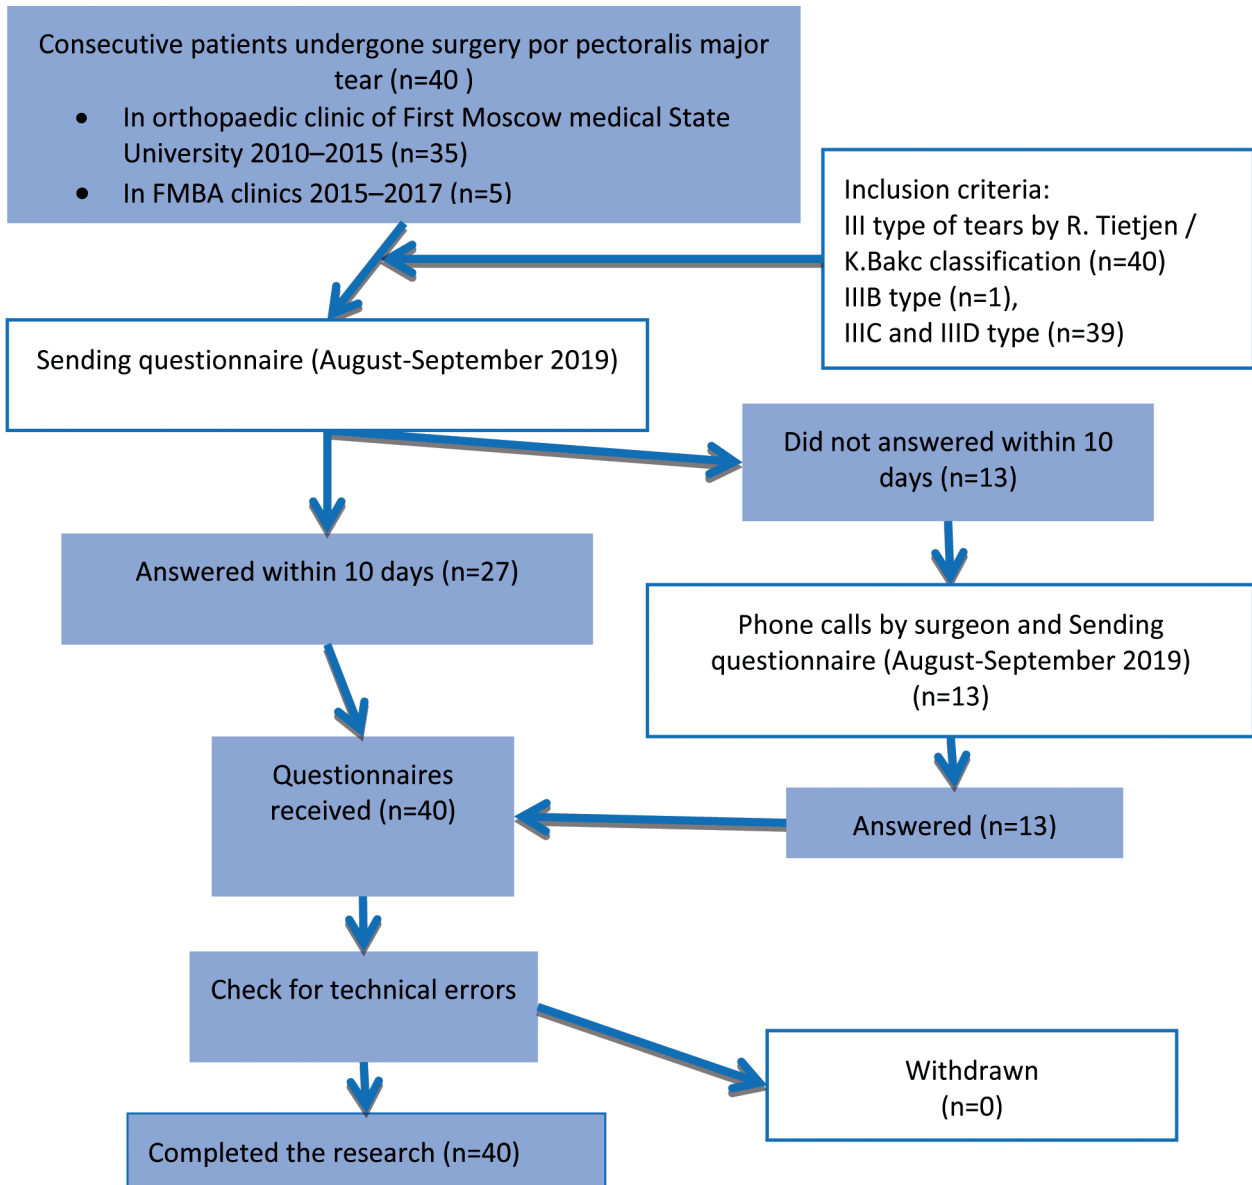 Consecutive patients undergone surgery por pectoralis major
tear (n=40 )
• In orthopaedic clinic of First Moscow medical State
University 2010–2015 (n=35)
• In FMBA clinics 2015–2017 (n=5)
Inclusion criteria:
III type of tears by R. Tietjen /
K.Bakc classification (n=40)
IIIB type (n=1),
IIIC and IIID type (n=39)
Sending questionnaire (August-September 2019)
Did not answered within 10
days (n=13)
Answered within 10 days (n=27)
Phone calls by surgeon and Sending
questionnaire (August-September 2019)
(n=13)
Questionnaires
received (n=40)
Answered (n=13)
Check for technical errors
Withdrawn
(n=0)
Completed the research (n=40)